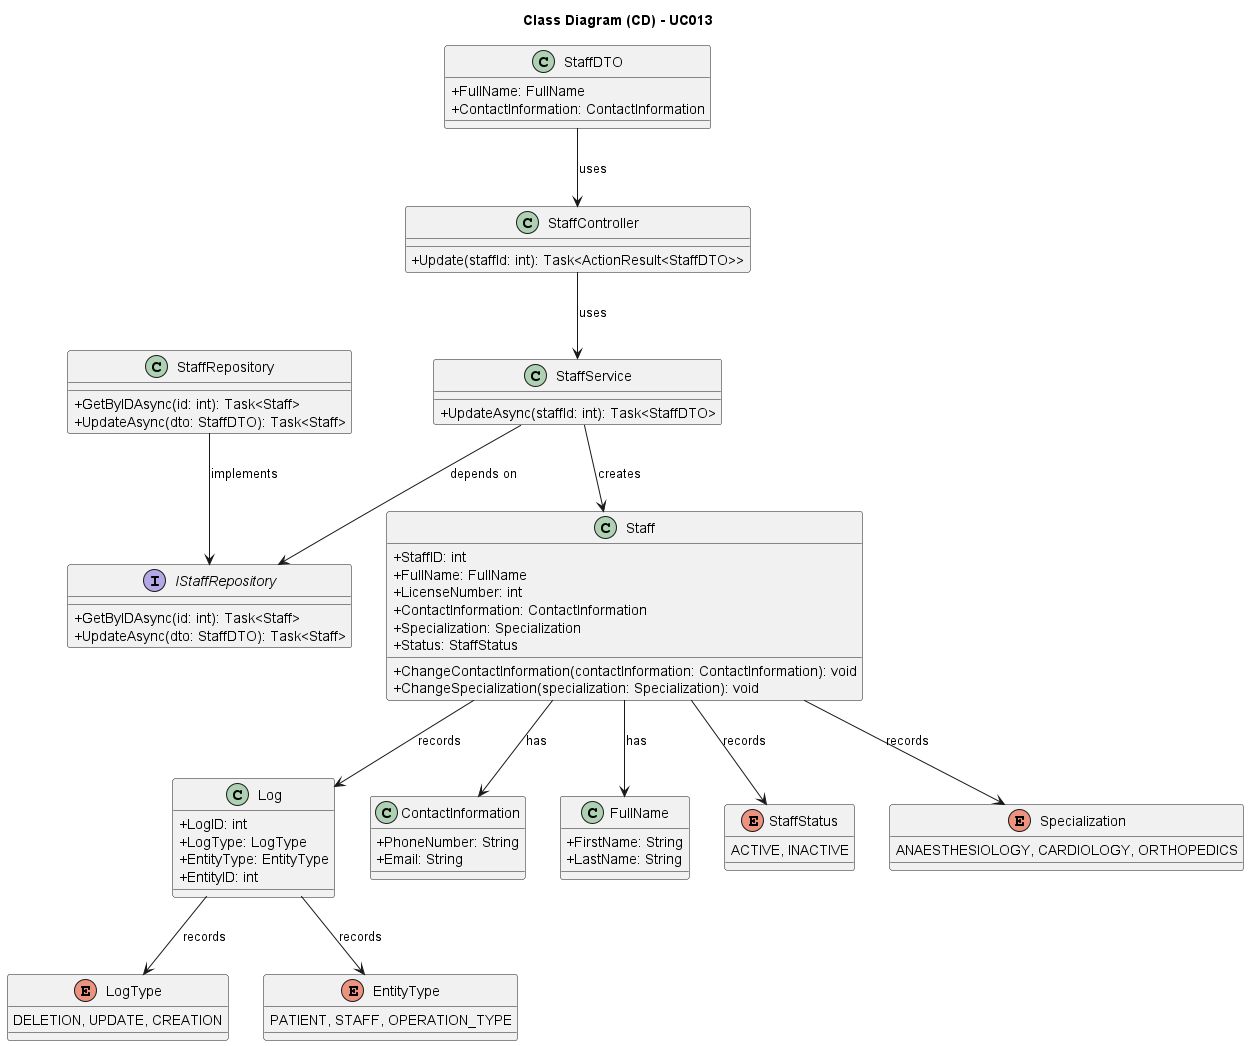 Class Diagram (CD) - UC013
C StaffDTO
+FullName: FullName
+ContactInformation: ContactInformation
uses
C StaffController
+Update(staffId: int): Task<ActionResult<StaffDTO>>
uses
C StaffRepository
+GetByIDAsync(id: int): Task<Staff>
+UpdateAsync(dto: StaffDTO): Task<Staff>
C StaffService
+UpdateAsync(staffId: int): Task<StaffDTO>
implements
depends on
creates
I IStaffRepository
+GetByIDAsync(id: int): Task<Staff>
+UpdateAsync(dto: StaffDTO): Task<Staff>
C Staff
+StaffID: int
+FullName: FullName
+LicenseNumber: int
+ContactInformation: ContactInformation
+Specialization: Specialization
+Status: StaffStatus
+ChangeContactInformation(contactInformation: ContactInformation): void
+ChangeSpecialization(specialization: Specialization): void
records
has
has
records
records
C Log
+LogID: int
+LogType: LogType
+EntityType: EntityType
+EntityID: int
C ContactInformation
+PhoneNumber: String
+Email: String
C FullName
+FirstName: String
+LastName: String
E StaffStatus
ACTIVE, INACTIVE
E Specialization
ANAESTHESIOLOGY, CARDIOLOGY, ORTHOPEDICS
records
records
E LogType
DELETION, UPDATE, CREATION
E EntityType
PATIENT, STAFF, OPERATION_TYPE